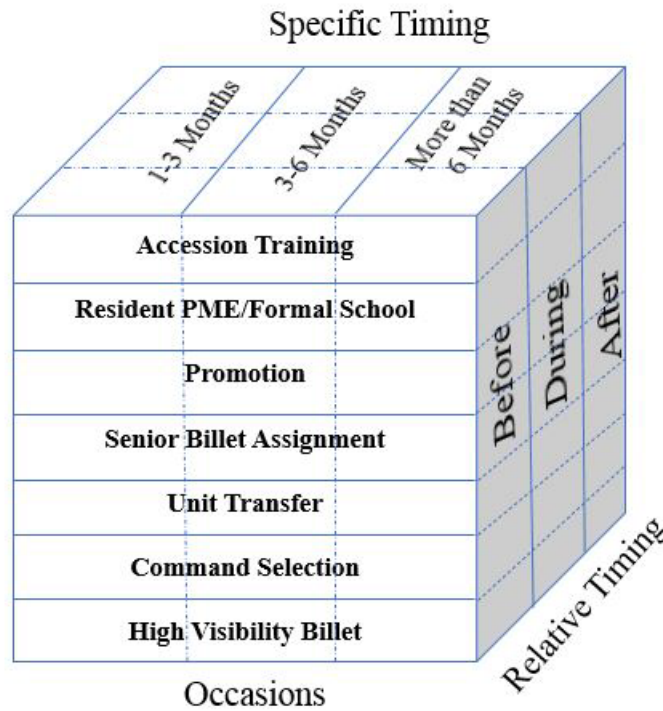 Specific Timing
1-3 Months
3-6 Months
More than
6 Months
Accession Training
Resident PME/Formal School
Promotion
Senior Billet Assignment
Unit Transfer
Command Selection
High Visibility Billet
Before
During
After
Relative Timing
Occasions